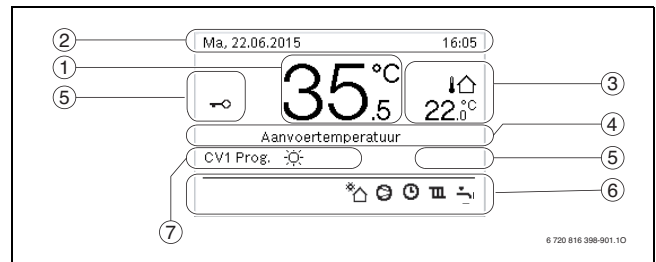 ② Ma, 22.06.2015 16:05
① 35.5 °C
⑤
22.0 °C ③
Aanvoertemperatuur ④
CV1 Prog. ⑤
⑥
⑦
6 720 816 398-901.1O